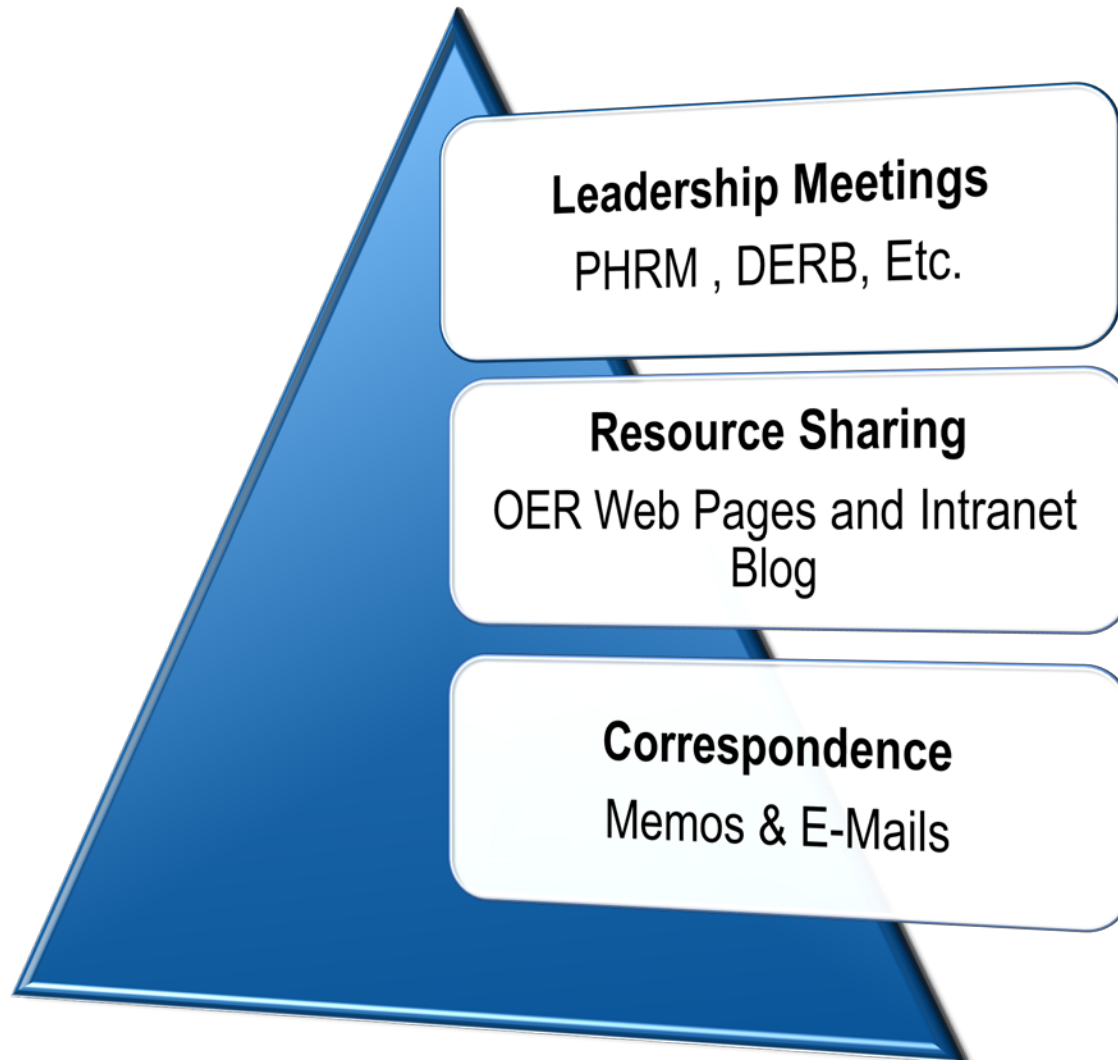 Leadership Meetings
PHRM , DERB, Etc.
Resource Sharing
OER Web Pages and Intranet
Blog
Correspondence
Memos & E-Mails